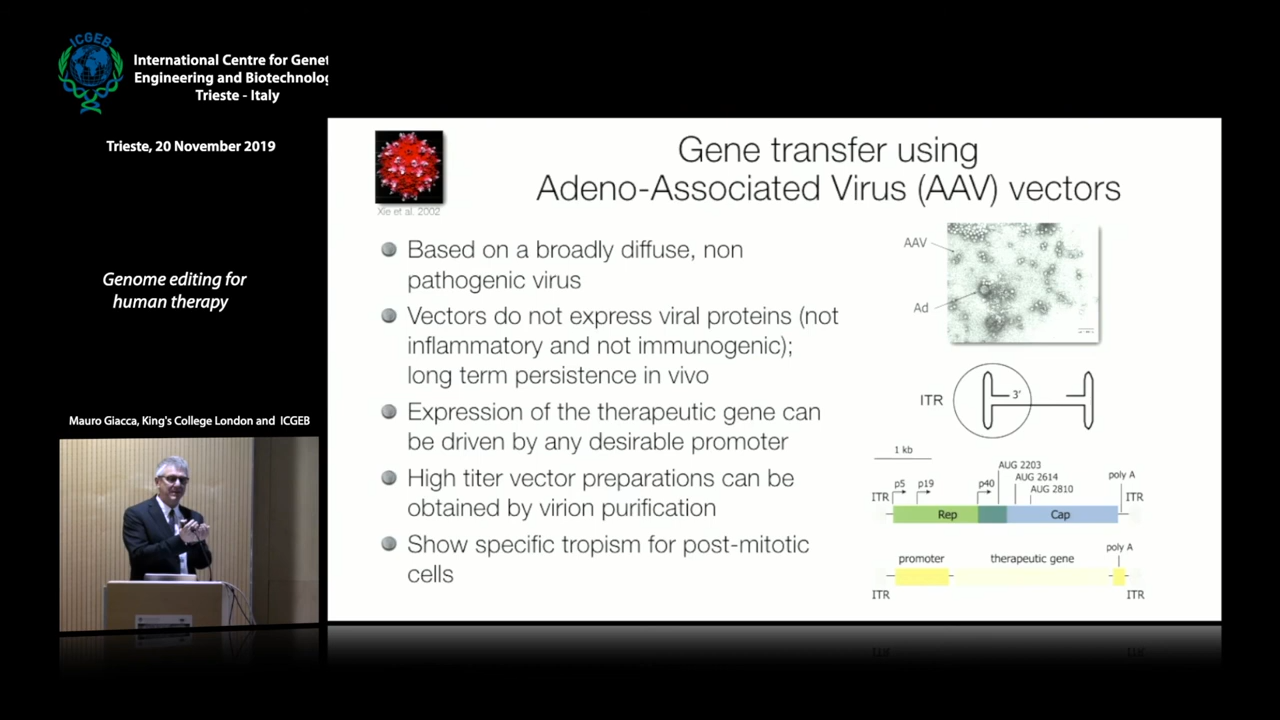 ICGEB
International Centre for Genet
Engineering and Biotechnolog
Trieste - Italy
Trieste, 20 November 2019
Genome editing for
human therapy
Mauro Giacca, King's College London and ICGEB
Xie et al. 2002
Gene transfer using
Adeno-Associated Virus (AAV) vectors
Based on a broadly diffuse, non
pathogenic virus
Vectors do not express viral proteins (not
inflammatory and not immunogenic);
long term persistence in vivo
Expression of the therapeutic gene can
be driven by any desirable promoter
High titer vector preparations can be
obtained by virion purification
Show specific tropism for post-mitotic
cells
AAV
Ad
ITR
3'
1 kb
AUG 2203
AUG 2614
AUG 2810
p5
p19
p40
poly A
ITR
ITR
Rep
Cap
promoter
therapeutic gene
poly A
ITR
ITR